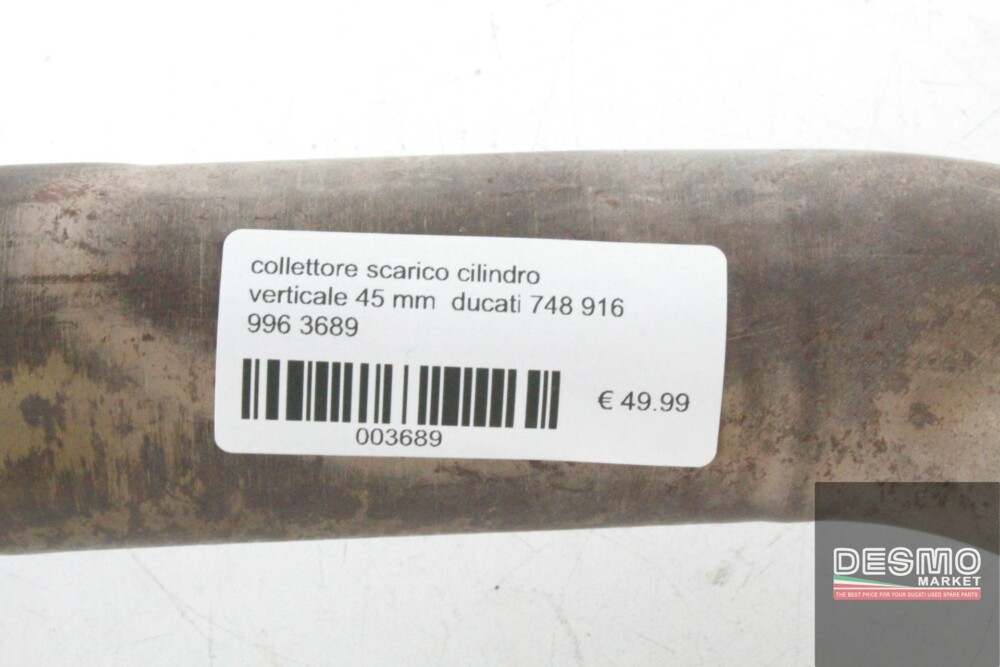 collettore scarico cilindro
verticale 45 mm ducati 748 916
996 3689
€ 49.99
003689
DESMO
MARKET
THE BEST PRICE FOR YOUR DUCATI USED SPARE PARTS